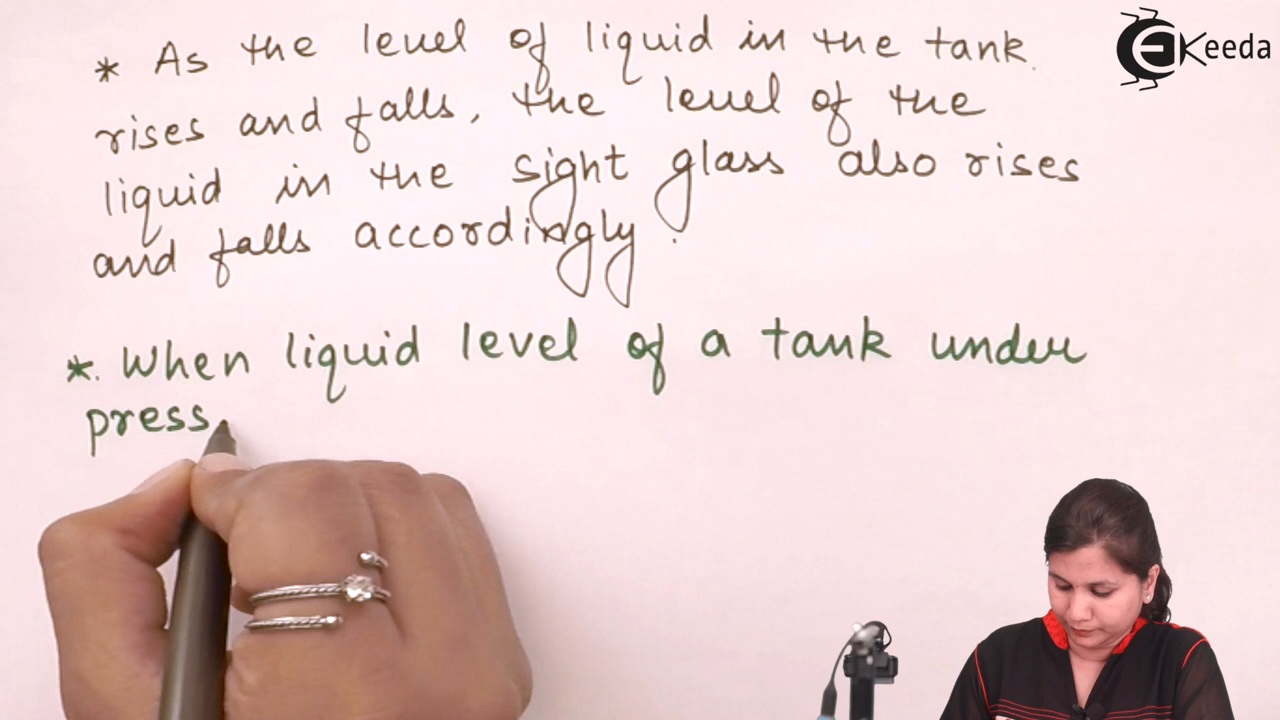 * As the level of liquid in the tank.
rises and falls, the level of the
liquid in the sight glass also rises
and falls accordingly.
*. When liquid level of a tank under
press
EKeeda